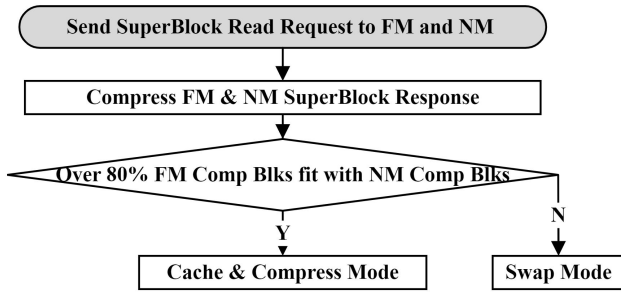 Send SuperBlock Read Request to FM and NM
Compress FM & NM SuperBlock Response
Over 80% FM Comp Blks fit with NM Comp Blks
Y
N
Cache & Compress Mode
Swap Mode